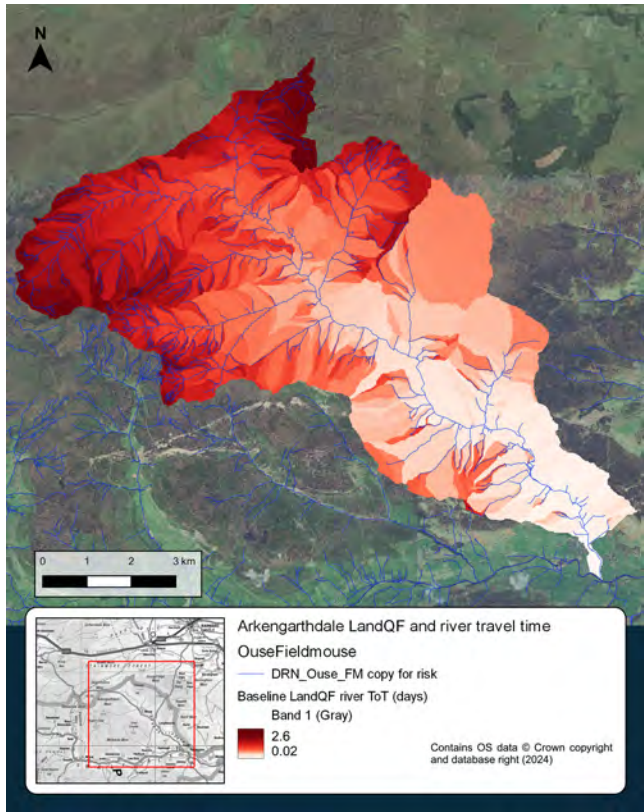 N
0 1 2 3 km
Arkengarthdale LandQF and river travel time
OuseFieldmouse
DRN_Ouse_FM copy for risk
Baseline LandQF river ToT (days)
Band 1 (Gray)
2.6
0.02
Contains OS data © Crown copyright
and database right (2024)